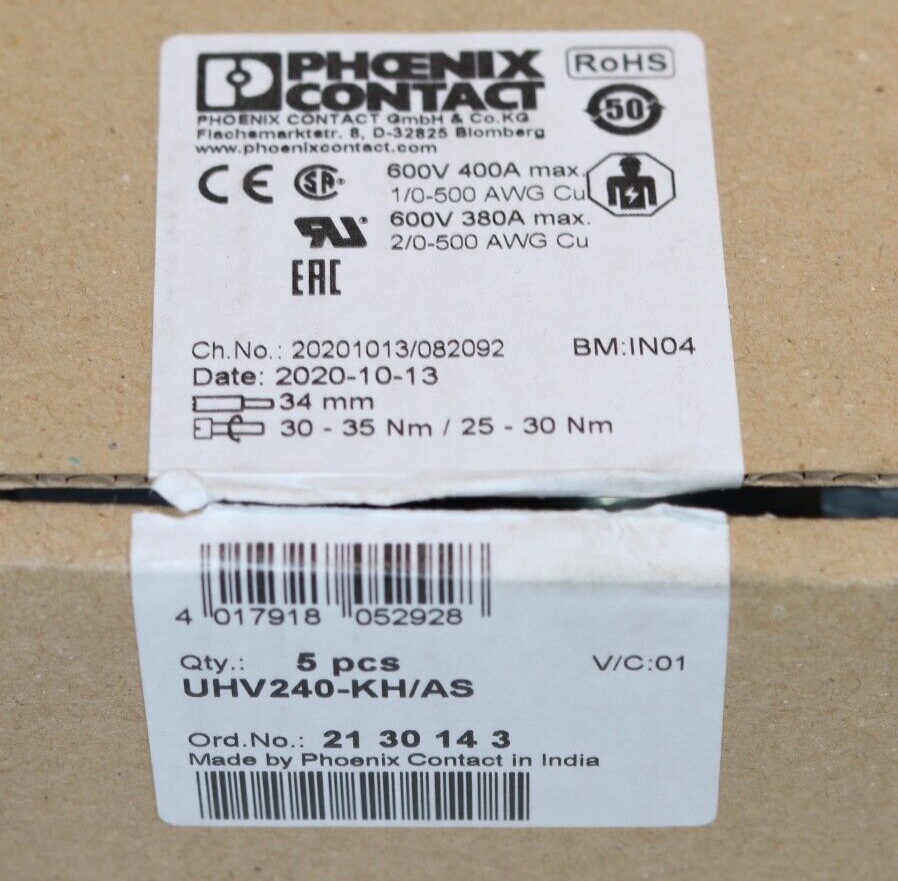 PHŒNIX
CONTACT
RoHS
50
PHOENIX CONTACT GmbH & Co.KG
Flachsmarktstr. 8, D-32825 Blomberg
www.phoenixcontact.com
CE SA® 600V 400A max.
1/0-500 AWG Cu
600V 380A max.
2/0-500 AWG Cu
EAC
Ch.No.: 20201013/082092 BM:IN04
Date: 2020-10-13
34 mm
30 - 35 Nm / 25 - 30 Nm
4 017918 052928
Qty.: 5 pcs V/C:01
UHV240-KH/AS
Ord.No.: 21 30 14 3
Made by Phoenix Contact in India